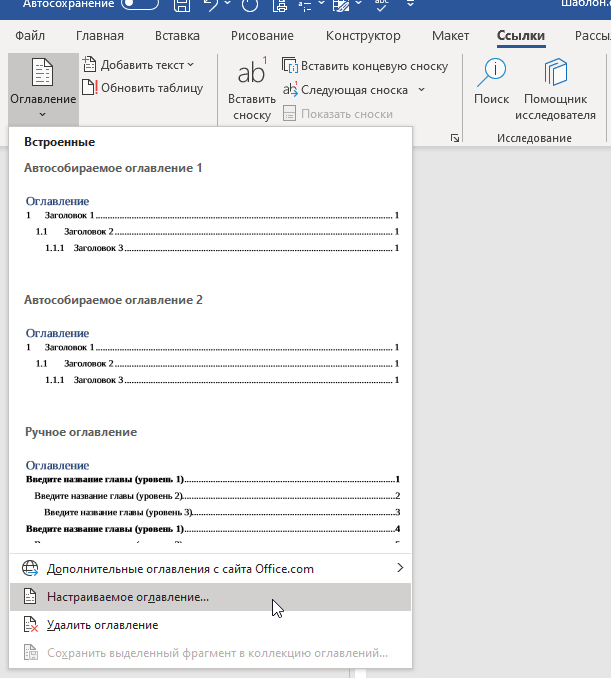 Автосохранение
Шаблон.
Файл Главная Вставка Рисование Конструктор Макет Ссылки Рассы
Оглавление
Добавить текст
Обновить таблицу
ab1
Вставить
сноску
Вставить концевую сноску
Следующая сноска
Показать сноски
Поиск
Помощник
исследователя
Исследование
Встроенные
Автособираемое оглавление 1
Оглавление
1 Заголовок 1 1
1.1 Заголовок 2 1
1.1.1 Заголовок 3 1
Автособираемое оглавление 2
Оглавление
1 Заголовок 1 1
1.1 Заголовок 2 1
1.1.1 Заголовок 3 1
Ручное оглавление
Оглавление
Введите название главы (уровень 1) 1
Введите название главы (уровень 2) 2
Введите название главы (уровень 3) 3
Введите название главы (уровень 1) 4
Дополнительные оглавления с сайта Office.com
Настраиваемое оглавление...
Удалить оглавление
Сохранить выделенный фрагмент в коллекцию оглавлений...